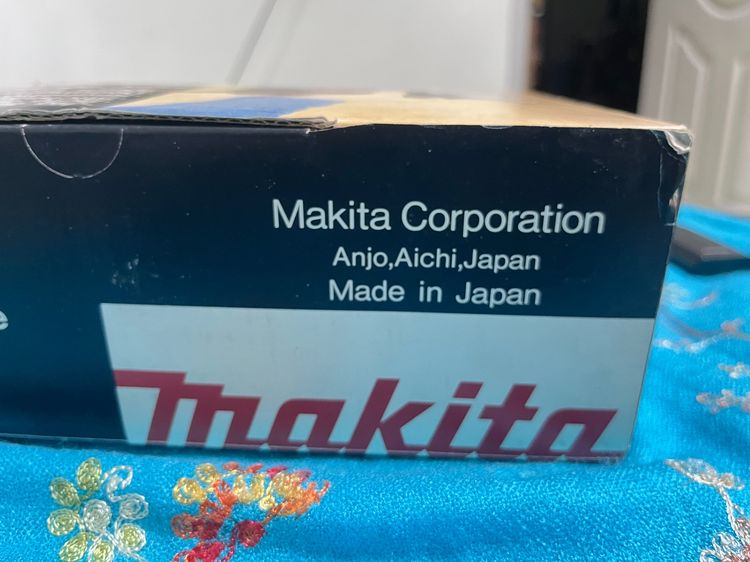 Makita Corporation
Anjo,Aichi,Japan
Made in Japan
makita